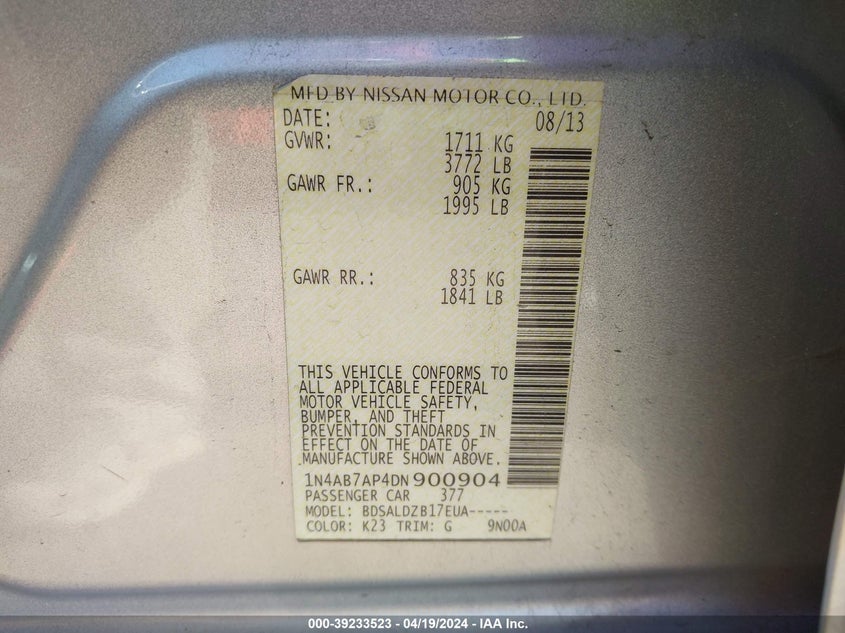 MFD BY NISSAN MOTOR CO., LTD.
DATE: 08/13
GVWR: 1711 KG
3772 LB
GAWR FR.: 905 KG
1995 LB
GAWR RR.: 835 KG
1841 LB
THIS VEHICLE CONFORMS TO
ALL APPLICABLE FEDERAL
MOTOR VEHICLE SAFETY,
BUMPER, AND THEFT
PREVENTION STANDARDS IN
EFFECT ON THE DATE OF
MANUFACTURE SHOWN ABOVE.
1N4AB7AP4DN900904
PASSENGER CAR 377
MODEL: BDSALDZB17EUA-----
COLOR: K23 TRIM: G 9N00A
000-39233523 - 04/19/2024 - IAA Inc.